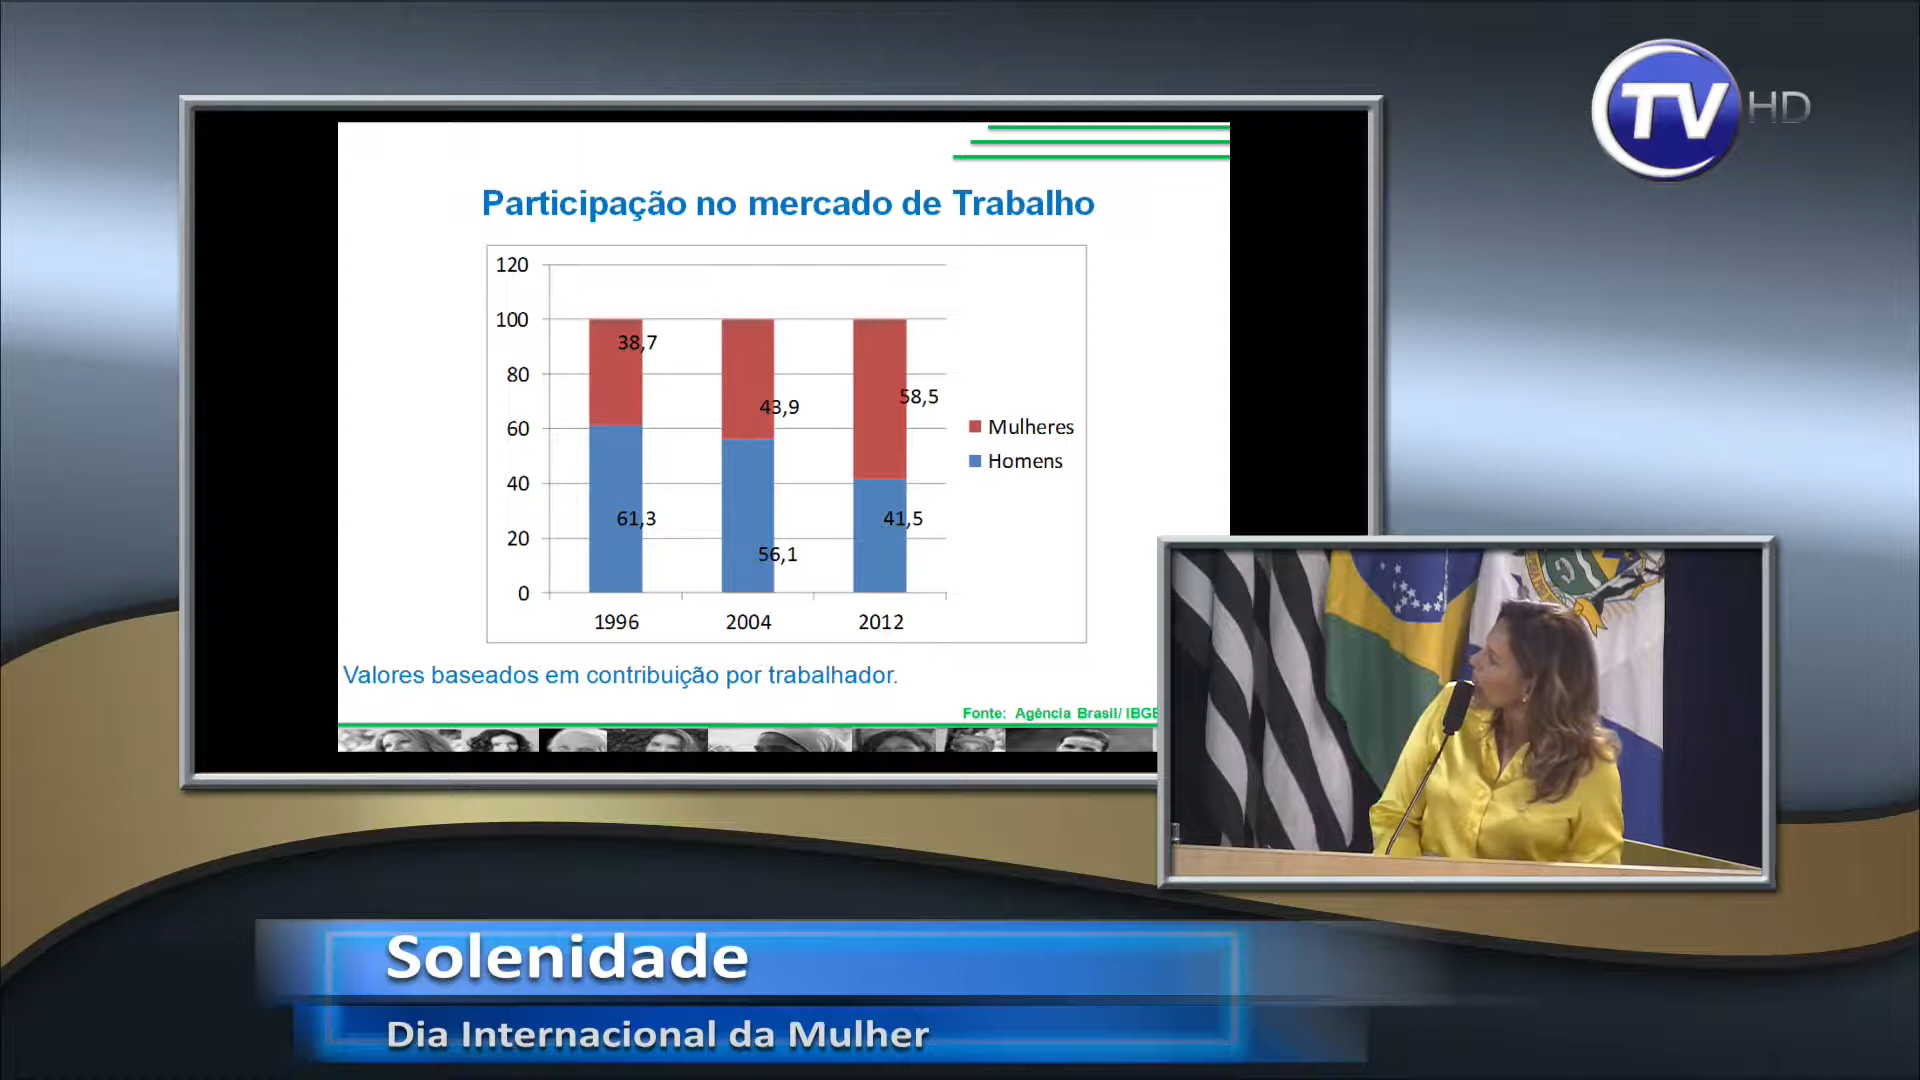 TV HD
Participação no mercado de Trabalho
120
100
80
60
40
20
0
38,7
43,9
58,5
61,3
56,1
41,5
1996 2004 2012
Mulheres
Homens
Valores baseados em contribuição por trabalhador.
Fonte: Agência Brasil/ IBGE
Solenidade
Dia Internacional da Mulher